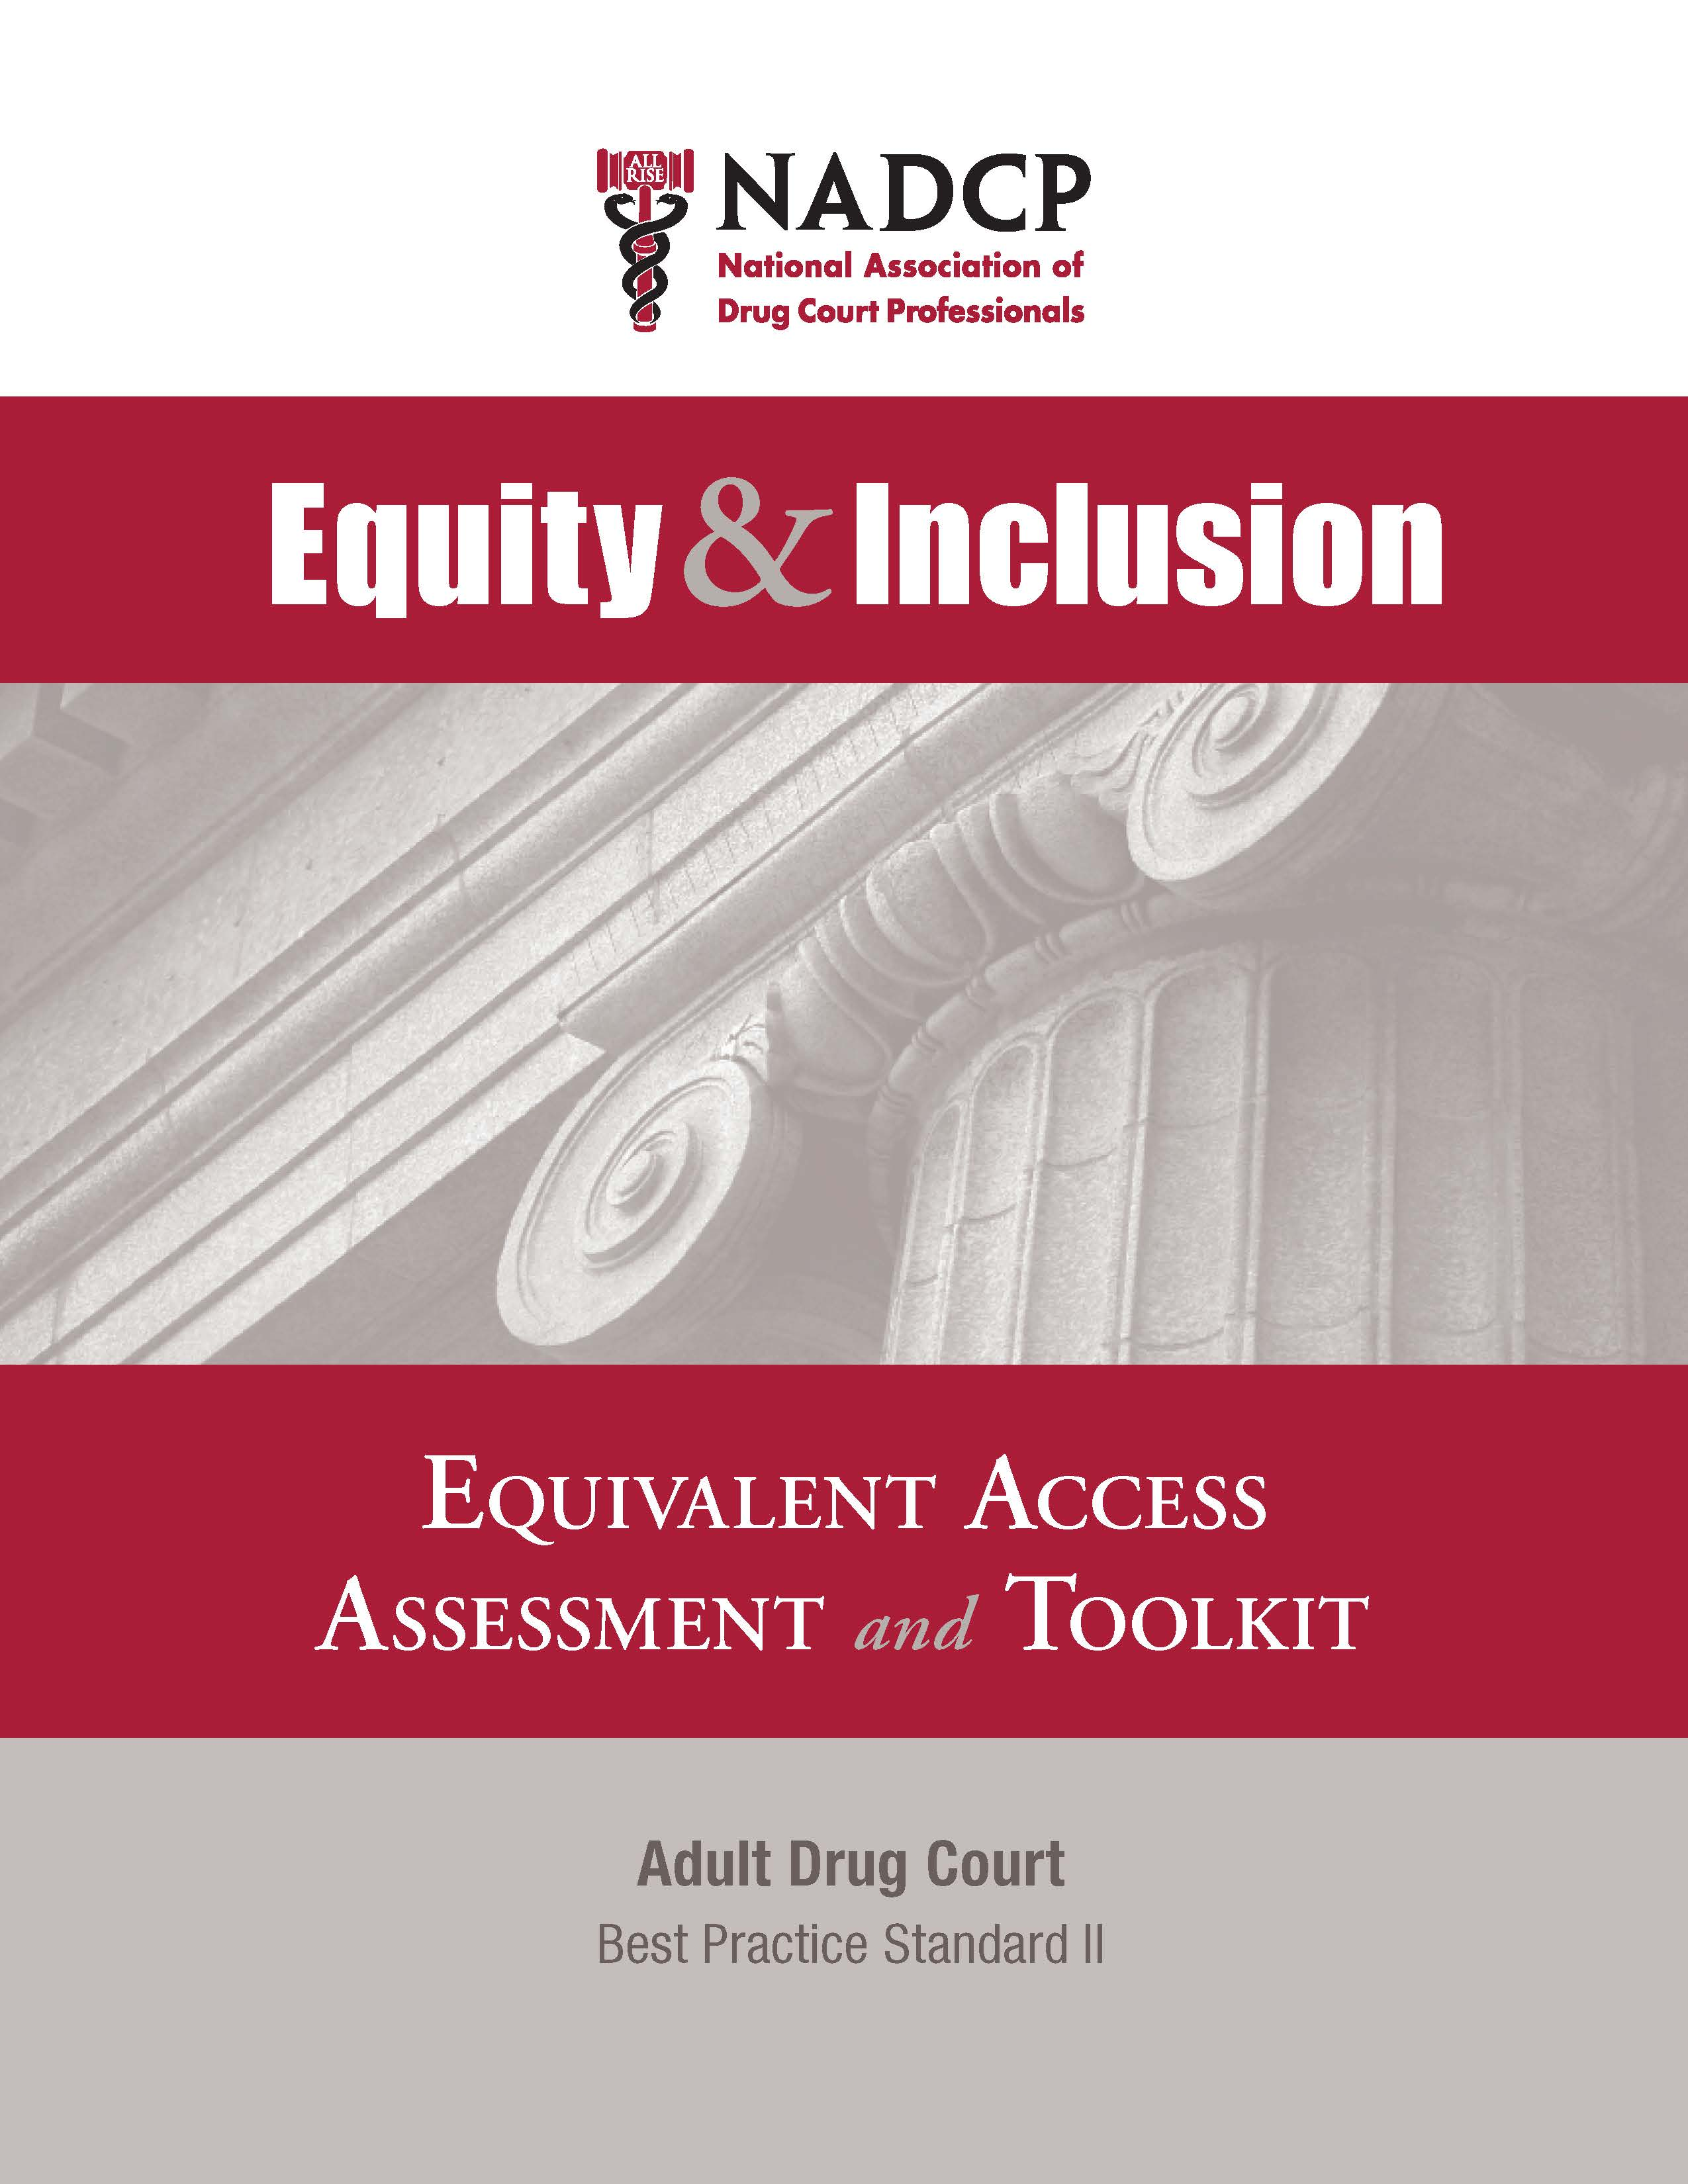 ALL
RISE
NADCP
National Association of
Drug Court Professionals
Equity & Inclusion
EQUIVALENT ACCESS
ASSESSMENT and TOOLKIT
Adult Drug Court
Best Practice Standard II